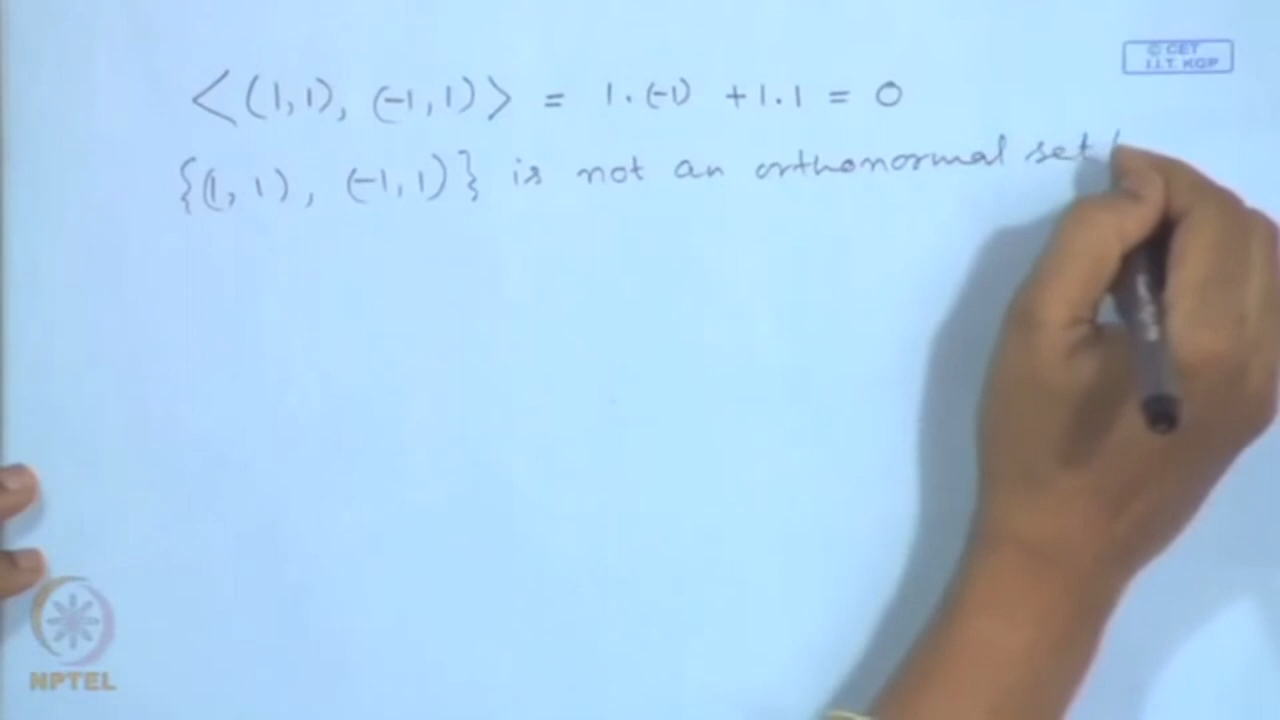 © CET
I.I.T. KGP
<(1,1), (-1,1)> = 1.(-1) +1.1 = 0
{(1,1), (-1,1)} is not an orthonormal set
NPTEL